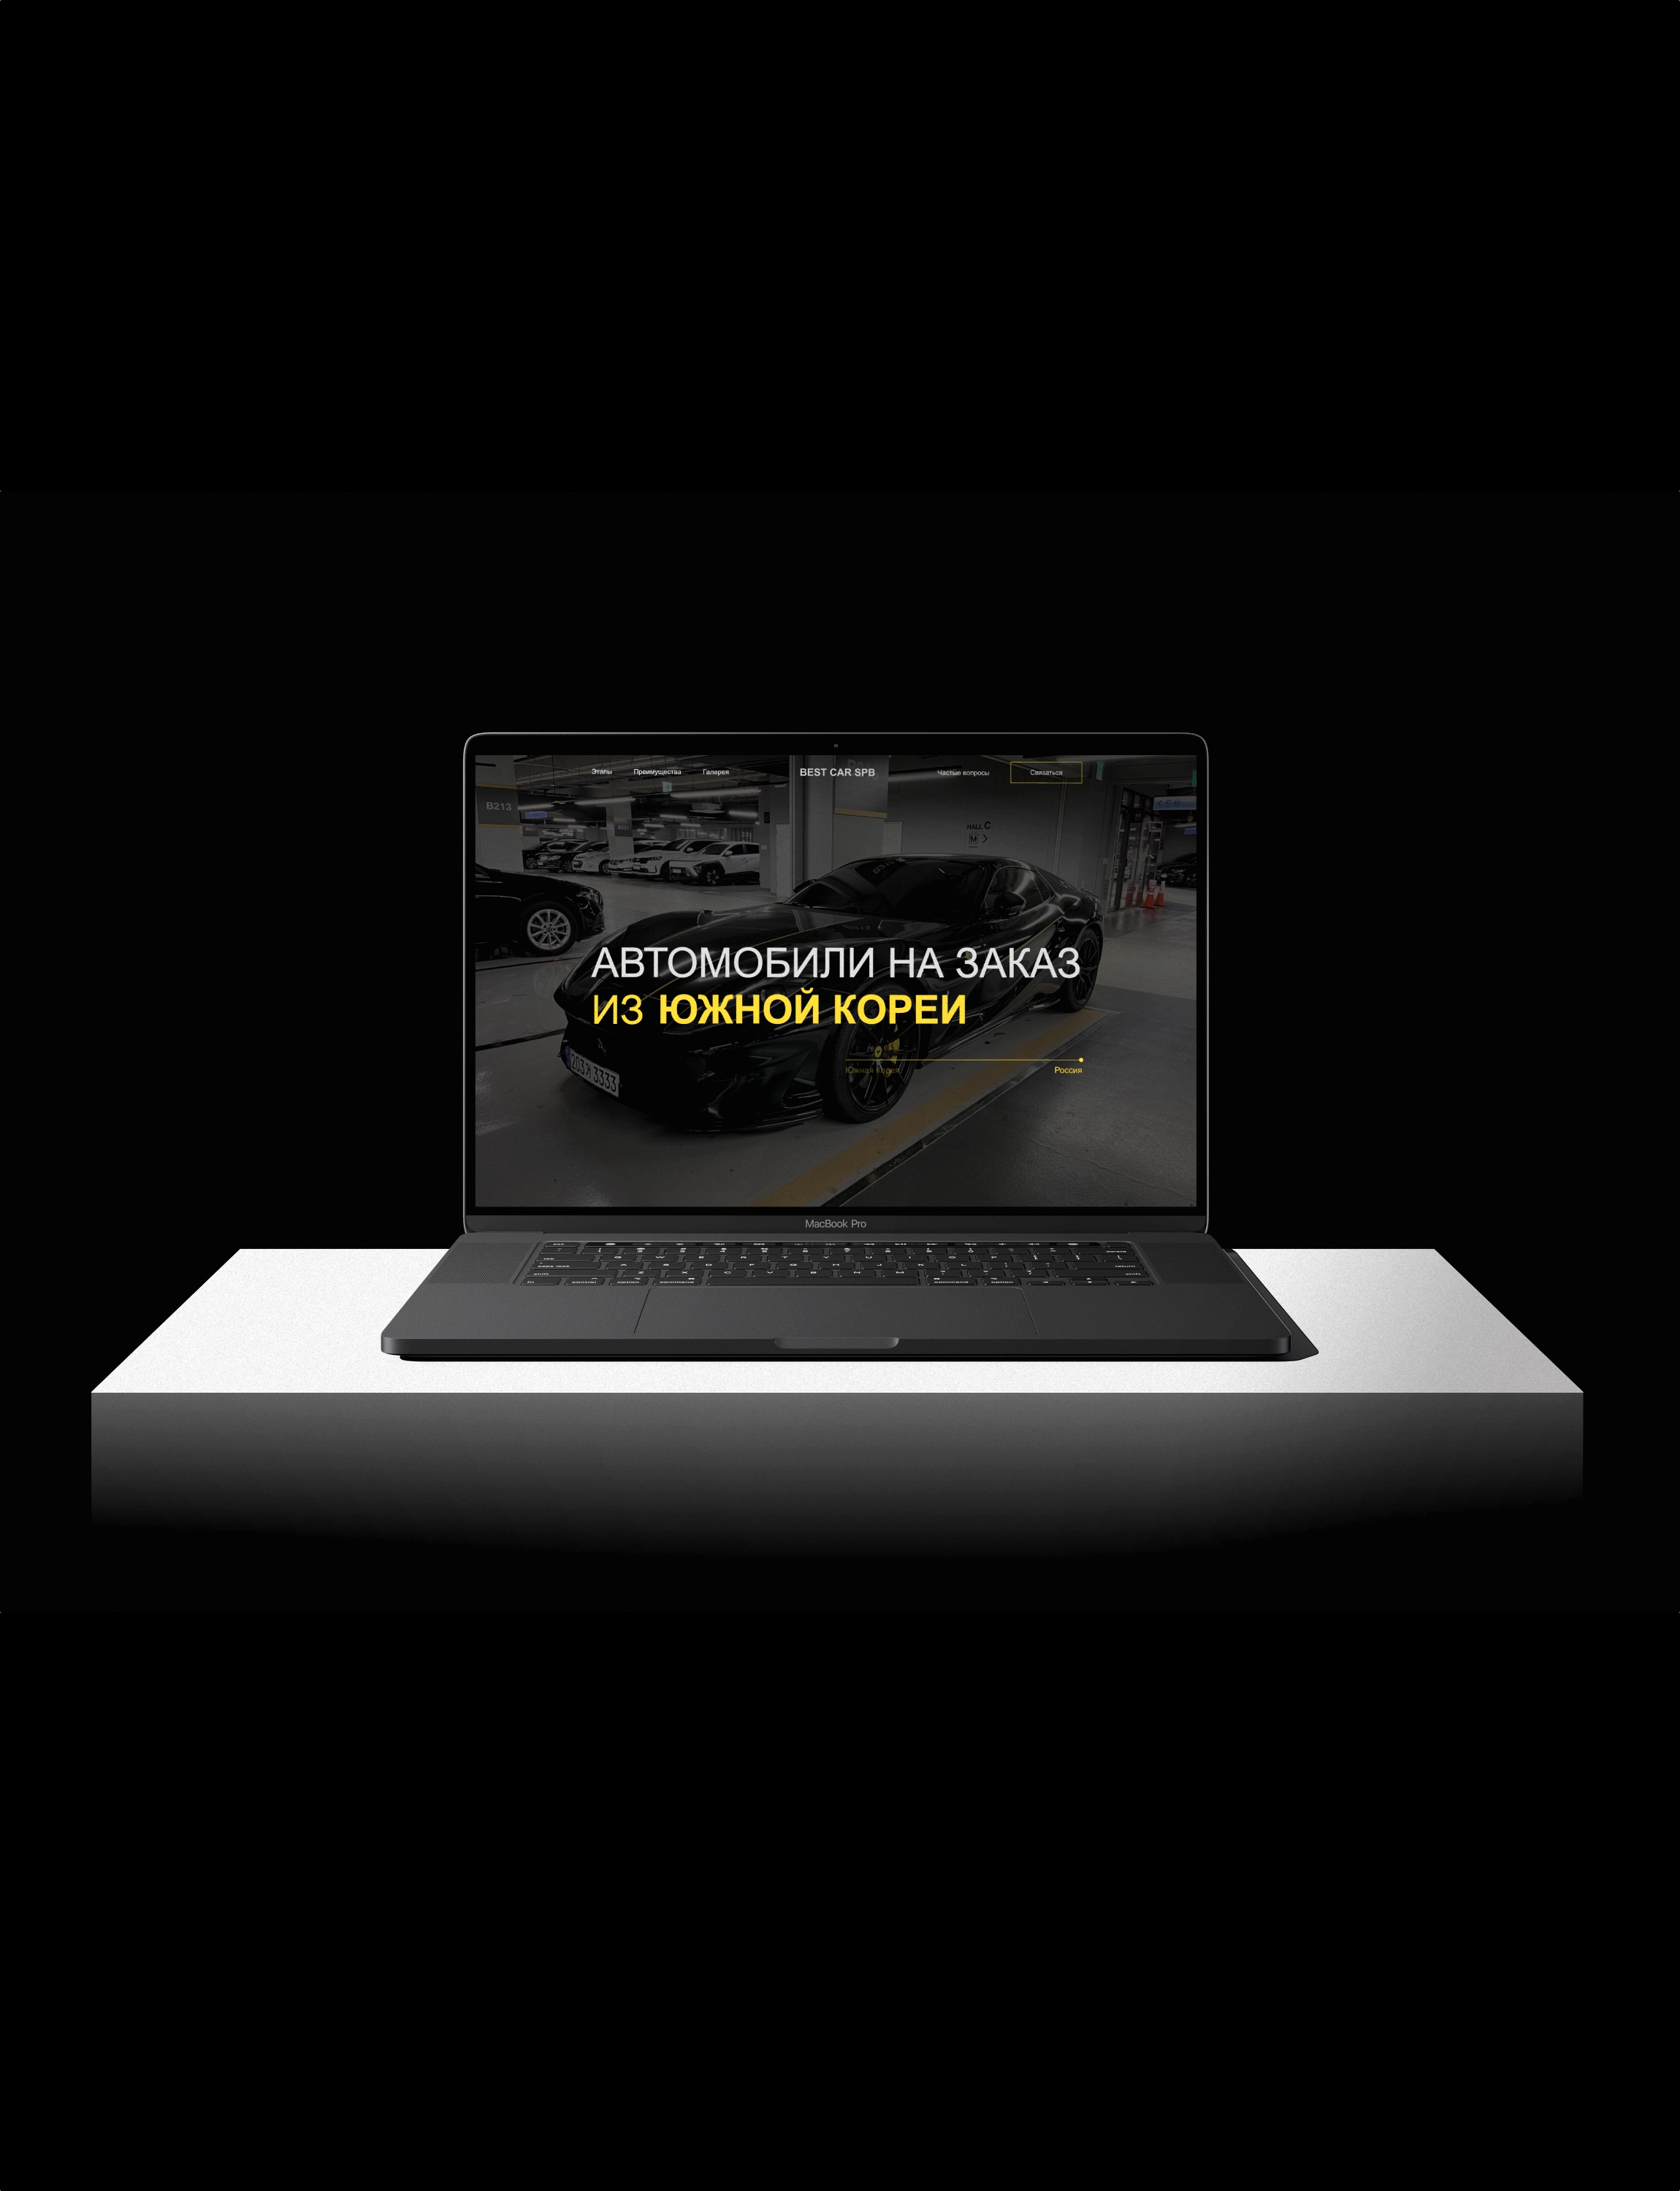 Этапы Преимущества Галерея BEST CAR SPB Частые вопросы Связаться
B213
HALL C
M >
АВТОМОБИЛИ НА ЗАКАЗ
ИЗ ЮЖНОЙ КОРЕИ
Южная Корея Россия
3333
MacBook Pro